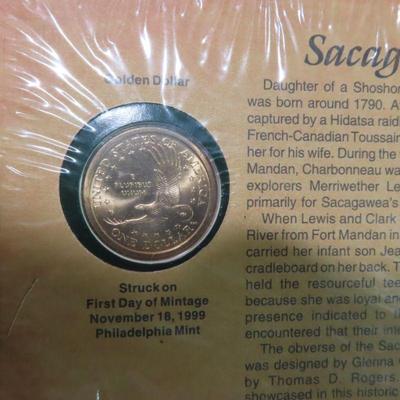 Golden Dollar
UNITED STATES OF AMERICA
E
PLURIBUS
UNUM
ONE DOLLAR
Struck on
First Day of Mintage
November 18, 1999
Philadelphia Mint
Sacag
Daughter of a Shoshon
was born around 1790. A
captured by a Hidatsa raid
French-Canadian Toussain
her for his wife. During the
Mandan, Charbonneau wa
explorers Merriwether Le
primarily for Sacagawea's
When Lewis and Clark
River from Fort Mandan in
carried her infant son Jea
cradleboard on her back. T
held the resourceful tee
because she was loyal and
presence indicated to th
encountered that their inte
The obverse of the Sac
was designed by Glenna
by Thomas D. Rogers.
showcased in this historic